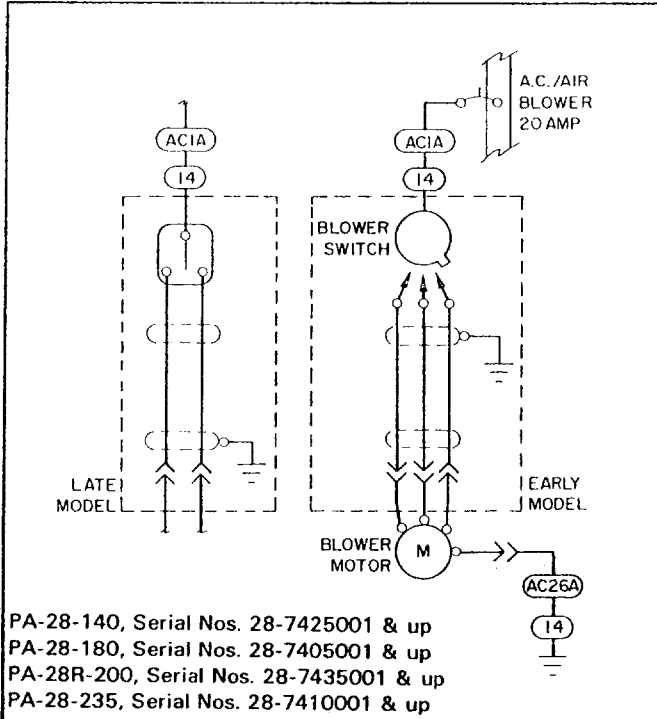 A.C./AIR
BLOWER
20 AMP
AC1A
AC1A
14
14
BLOWER
SWITCH
LATE
MODEL
EARLY
MODEL
BLOWER
MOTOR
M
AC26A
14
PA-28-140, Serial Nos. 28-7425001 & up
PA-28-180, Serial Nos. 28-7405001 & up
PA-28R-200, Serial Nos. 28-7435001 & up
PA-28-235, Serial Nos. 28-7410001 & up